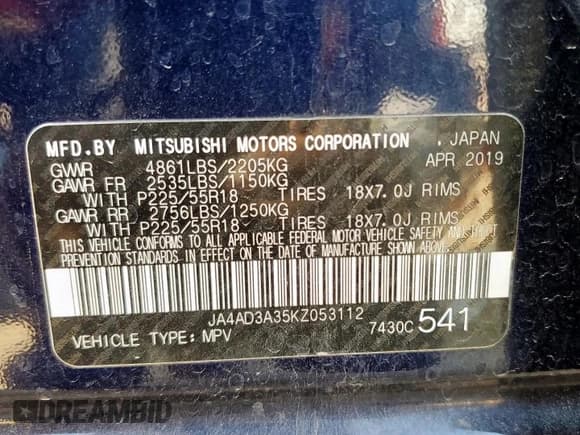 MFD.BY MITSUBISHI MOTORS CORPORATION . JAPAN
GVWR 4861LBS/2205KG APR 2019
GAWR FR 2535LBS/1150KG
WITH P225/55R18 TIRES 18X7.0J RIMS
GAWR RR 2756LBS/1250KG
WITH P225/55R18 TIRES 18X7.0J RIMS
THIS VEHICLE CONFORMS TO ALL APPLICABLE FEDERAL MOTOR VEHICLE SAFETY AND
THEFT PREVENTION STANDARDS IN EFFECT ON THE DATE OF MANUFACTURE SHOWN ABOVE.
JA4AD3A35KZ053112
VEHICLE TYPE: MPV 7430C 541
DREAMBID